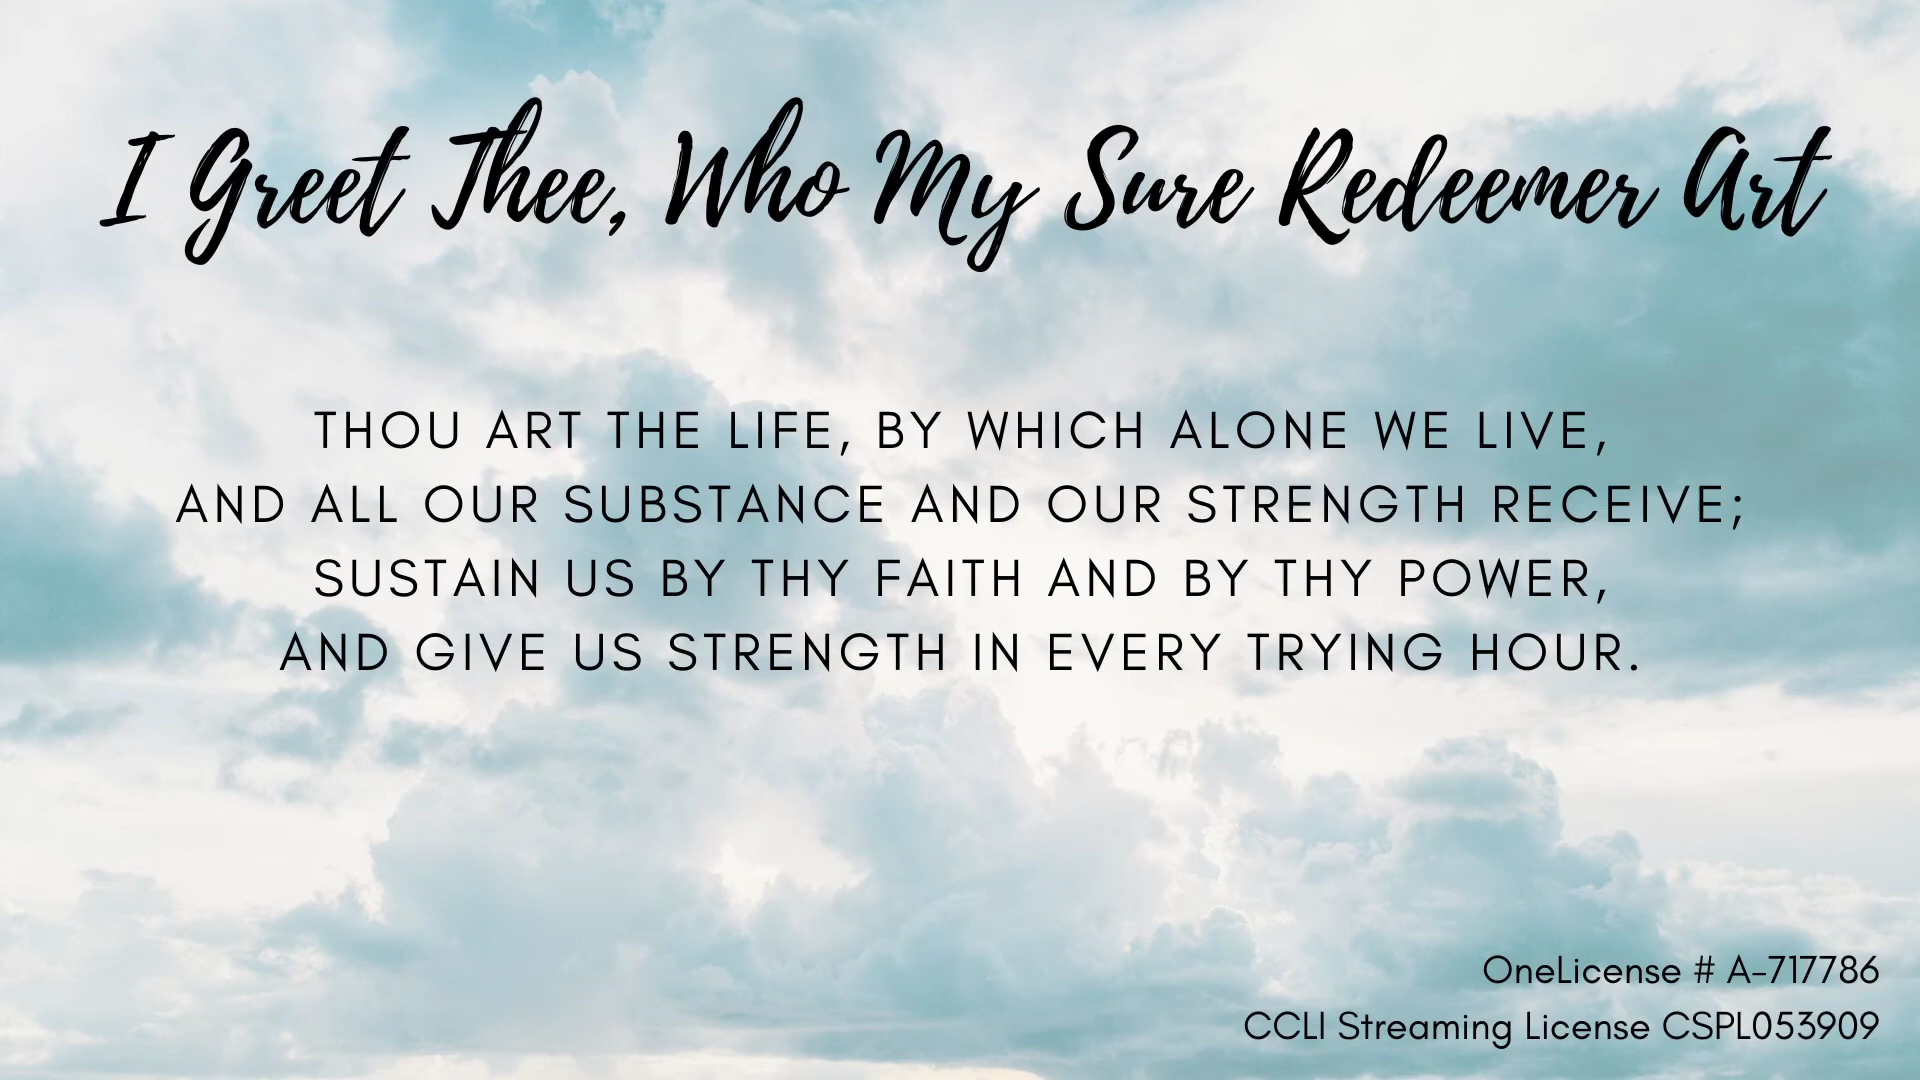 I Greet Thee, Who My Sure Redeemer Art
THOU ART THE LIFE, BY WHICH ALONE WE LIVE,
AND ALL OUR SUBSTANCE AND OUR STRENGTH RECEIVE;
SUSTAIN US BY THY FAITH AND BY THY POWER,
AND GIVE US STRENGTH IN EVERY TRYING HOUR.
OneLicense # A-717786
CCLI Streaming License CSPL053909